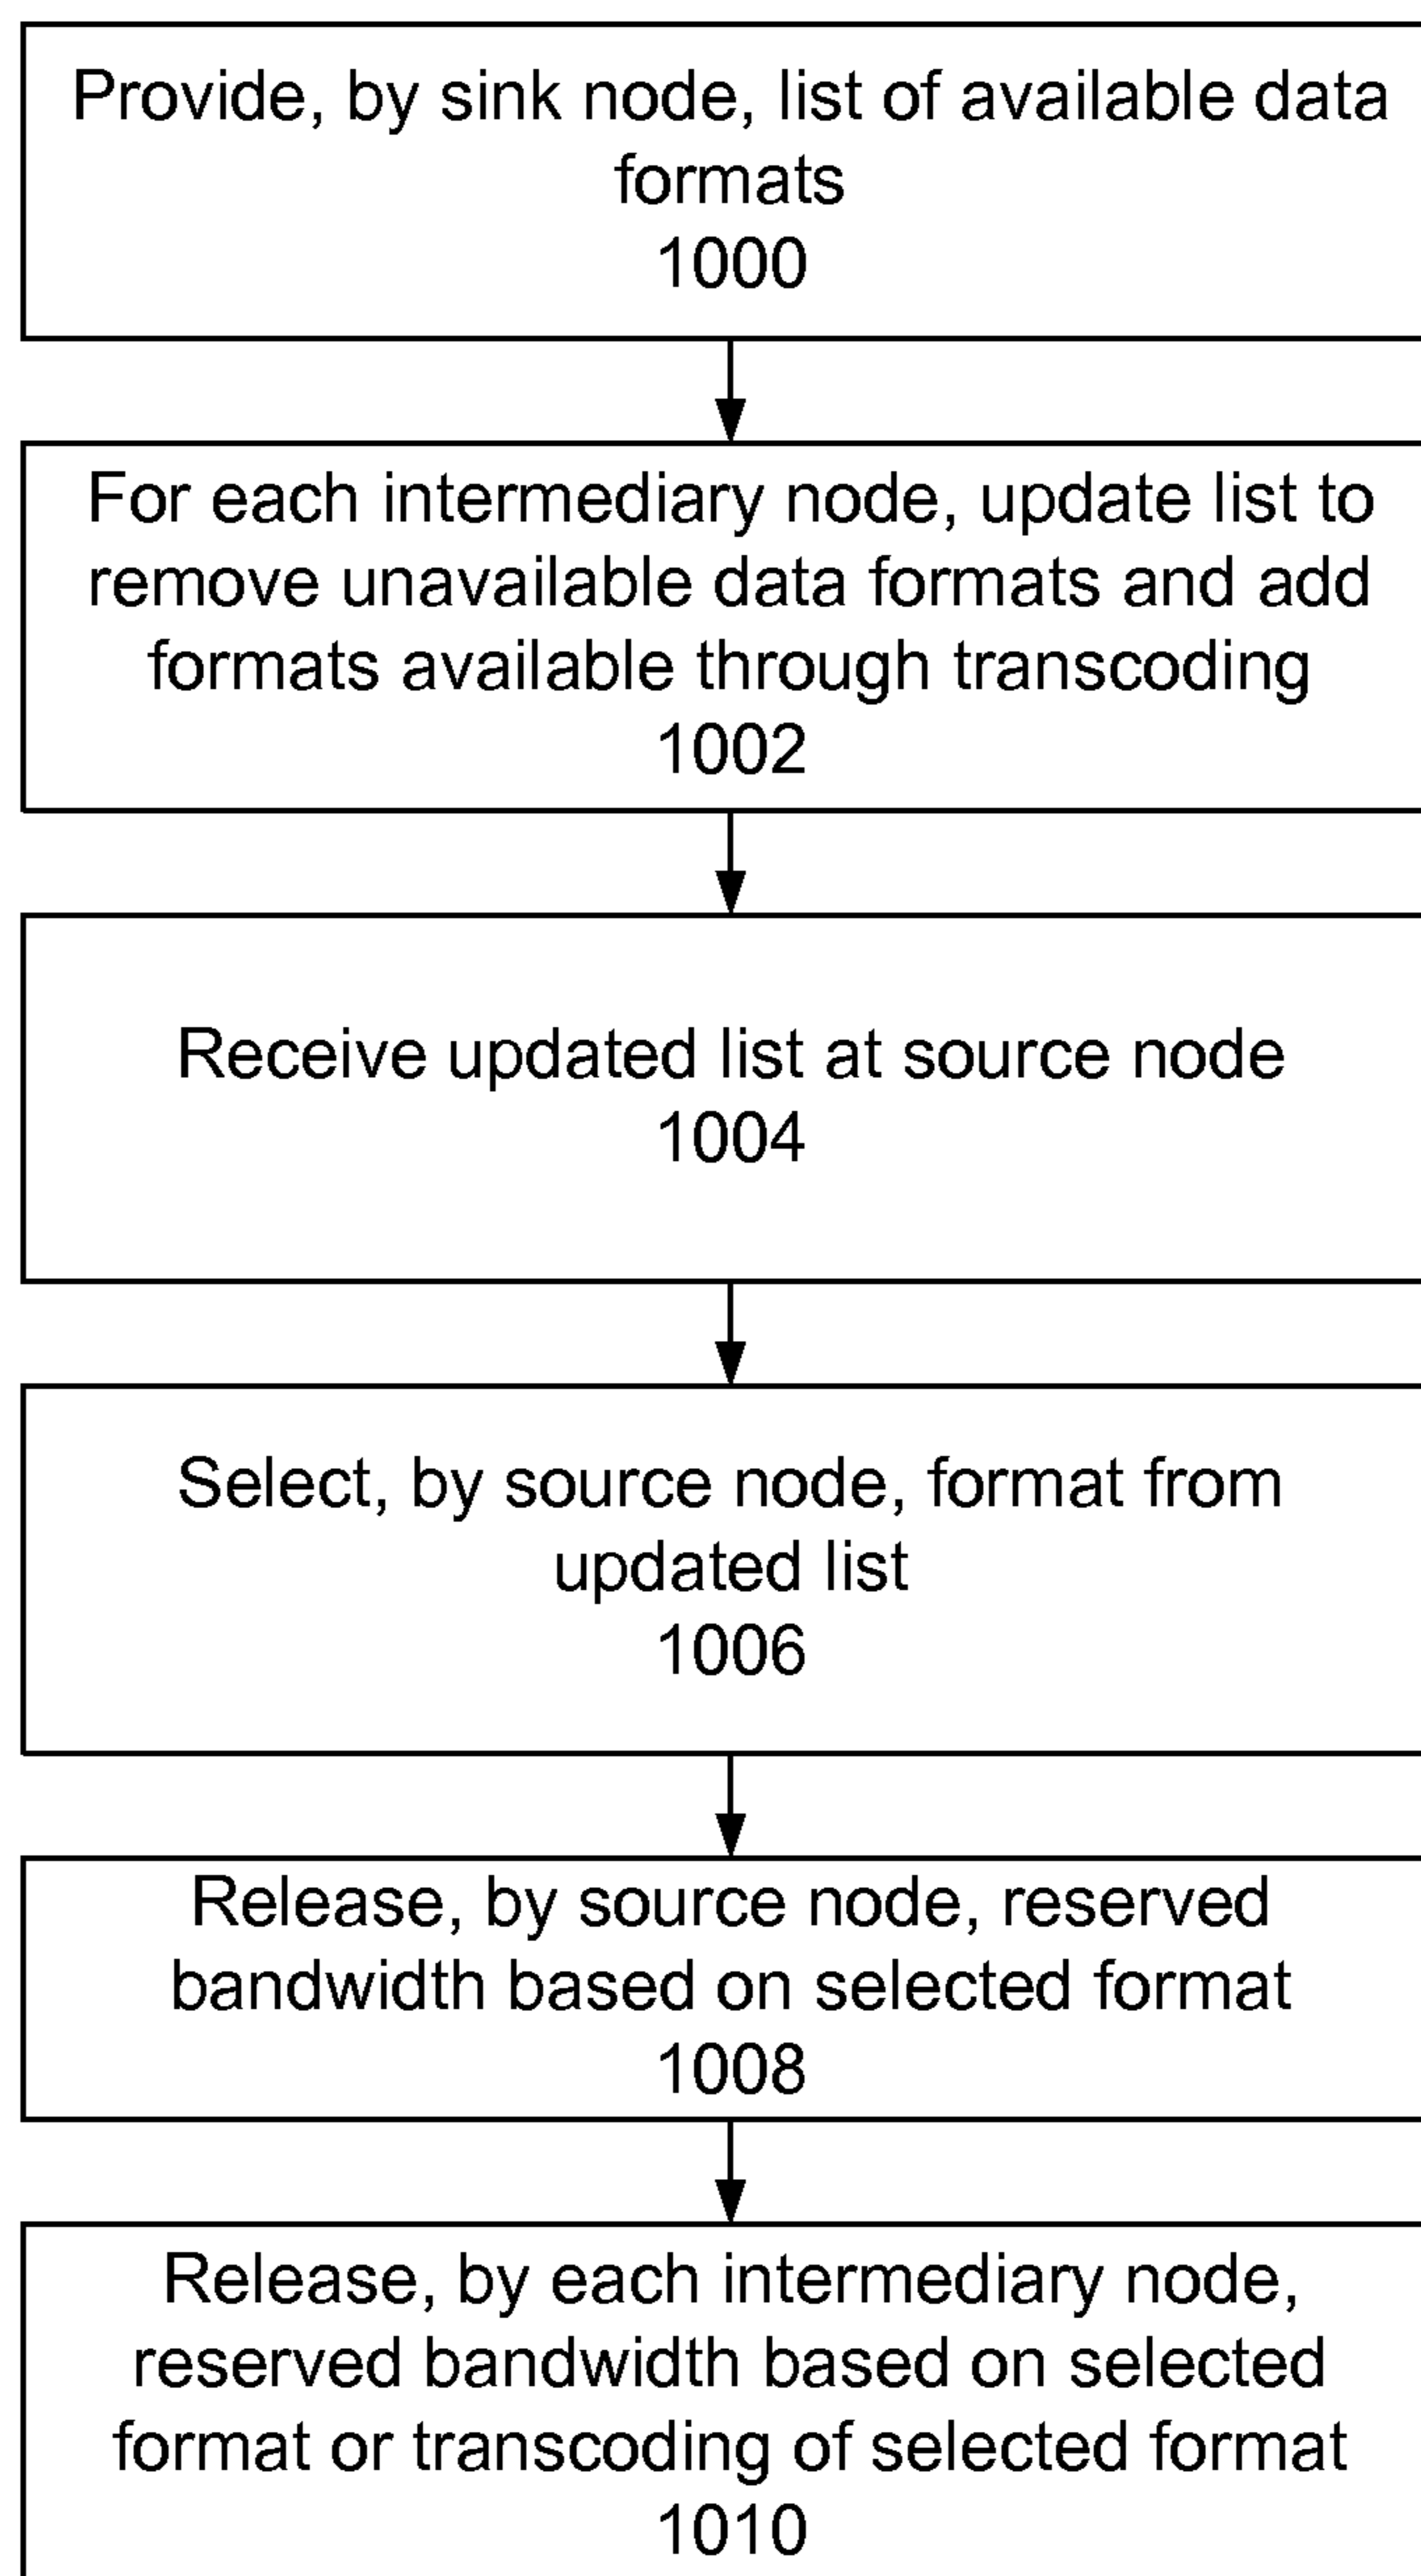 Provide, by sink node, list of available data
formats
1000
For each intermediary node, update list to
remove unavailable data formats and add
formats available through transcoding
1002
Receive updated list at source node
1004
Select, by source node, format from
updated list
1006
Release, by source node, reserved
bandwidth based on selected format
1008
Release, by each intermediary node,
reserved bandwidth based on selected
format or transcoding of selected format
1010